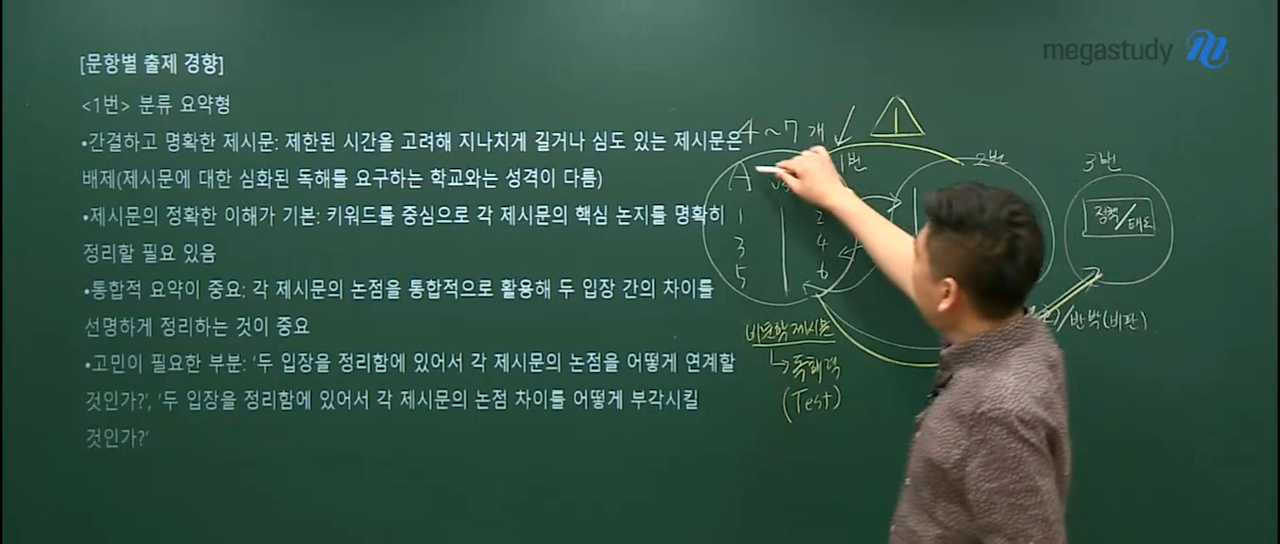 megastudy
[문항별 출제 경향]
<1번> 분류 요약형
•간결하고 명확한 제시문: 제한된 시간을 고려해 지나치게 길거나 심도 있는 제시문은
배제(제시문에 대한 심화된 독해를 요구하는 학교와는 성격이 다름)
•제시문의 정확한 이해가 기본: 키워드를 중심으로 각 제시문의 핵심 논지를 명확히
정리할 필요 있음
•통합적 요약이 중요: 각 제시문의 논점을 통합적으로 활용해 두 입장 간의 차이를
선명하게 정리하는 것이 중요
•고민이 필요한 부분: '두 입장을 정리함에 있어서 각 제시문의 논점을 어떻게 연계할
것인가?', '두 입장을 정리함에 있어서 각 제시문의 논점 차이를 어떻게 부각시킬
것인가?'
4~7개
1
1번
2번
3번
A
1 2
3 4
5 6
정책/태도
비문학 제시문
독해력
(Test)
/반박(비판)